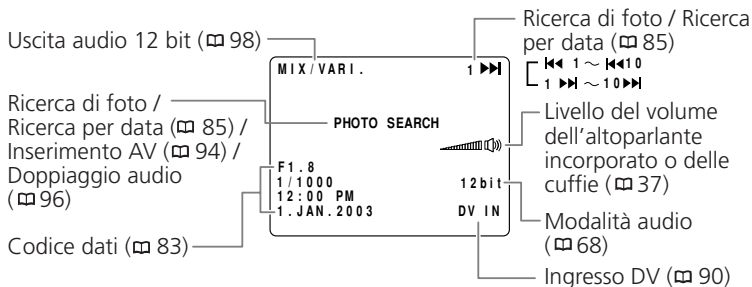 Uscita audio 12 bit (98)
Ricerca di foto /
Ricerca per data (85) /
Inserimento AV (94) /
Doppiaggio audio
(96)
Codice dati (83)
MIX/VARI.
1
PHOTO SEARCH
F1.8
1/1000
12:00 PM
1.JAN.2003
12bit
DV IN
Ricerca di foto / Ricerca
per data (85)
1 ~ 10
1 ~ 10
Livello del volume
dell'altoparlante
incorporato o delle
cuffie (37)
Modalità audio
(68)
Ingresso DV (90)